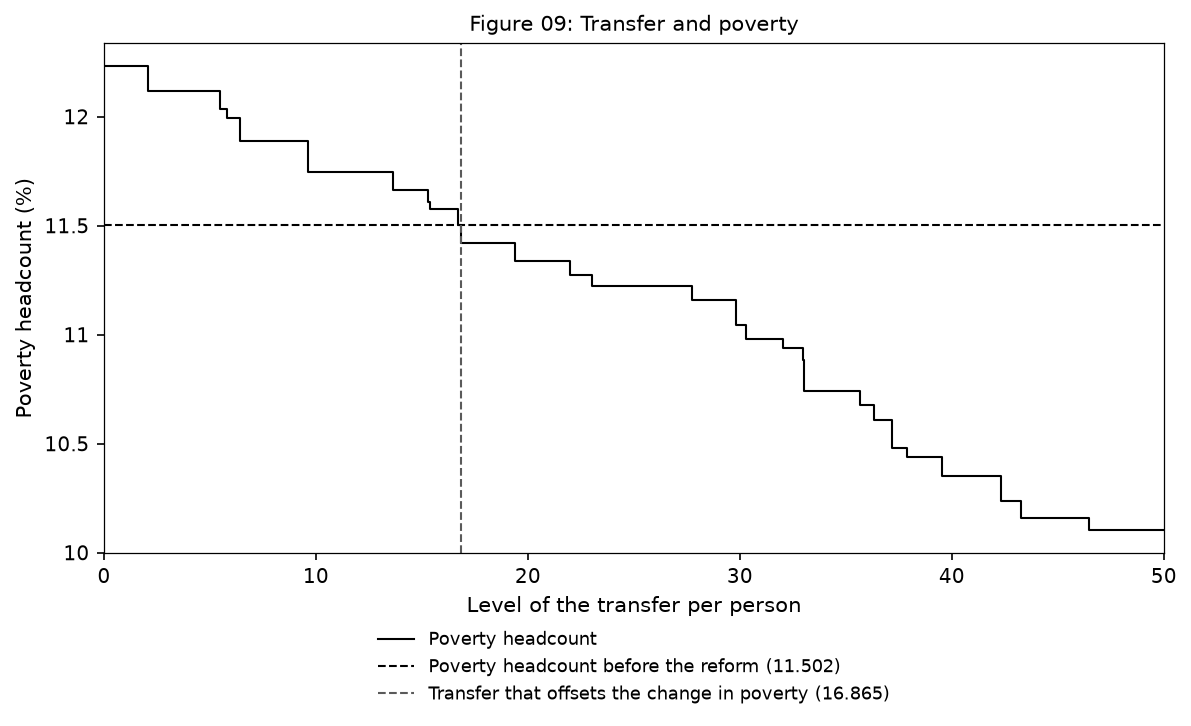 Figure 09: Transfer and poverty
Poverty headcount (%)
12
11.5
11
10.5
10
0 10 20 30 40 50
Level of the transfer per person
Poverty headcount
Poverty headcount before the reform (11.502)
Transfer that offsets the change in poverty (16.865)